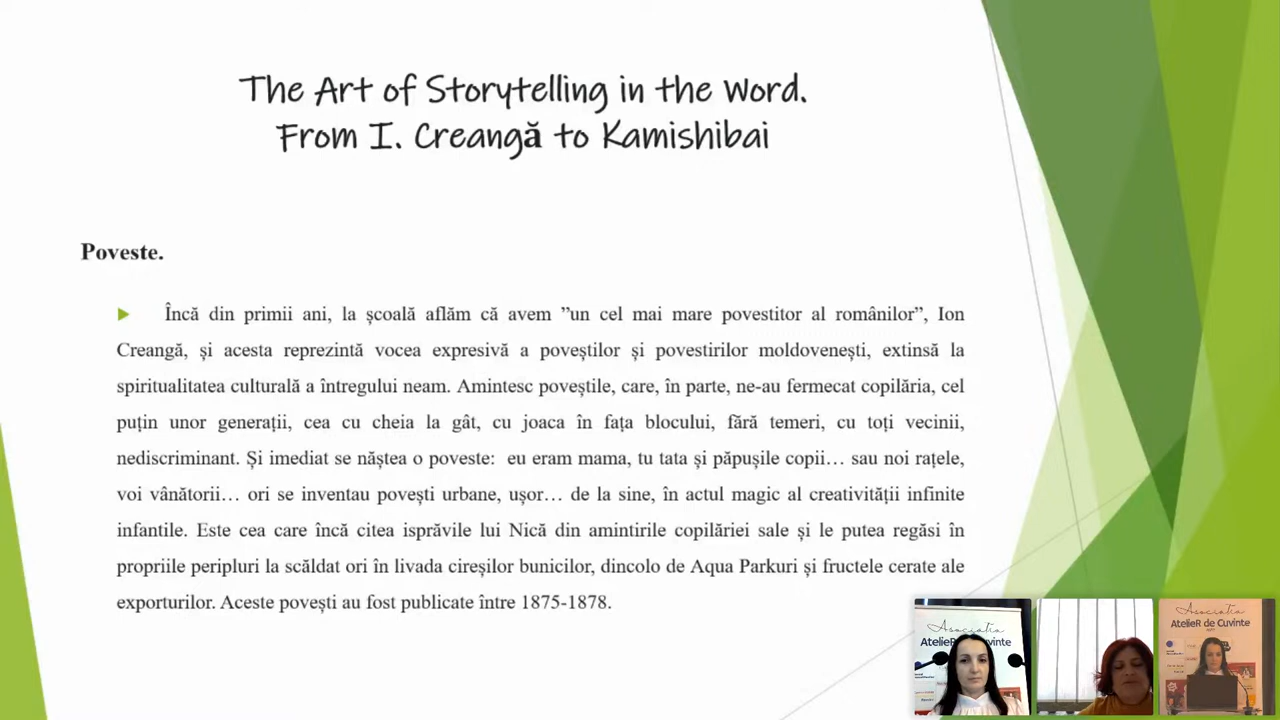 The Art of Storytelling in the Word.
From I. Creangă to Kamishibai
Poveste.
Încă din primii ani, la școală aflăm că avem ”un cel mai mare povestitor al românilor”, Ion
Creangă, și acesta reprezintă vocea expresivă a poveștilor și povestirilor moldovenești, extinsă la
spiritualitatea culturală a întregului neam. Amintesc poveștile, care, în parte, ne-au fermecat copilăria, cel
puțin unor generații, cea cu cheia la gât, cu joaca în fața blocului, fără temeri, cu toți vecinii,
nediscriminant. Și imediat se năștea o poveste: eu eram mama, tu tata și păpușile copii… sau noi rațele,
voi vânătorii… ori se inventau povești urbane, ușor… de la sine, în actul magic al creativității infinite
infantile. Este cea care încă citea isprăvile lui Nică din amintirile copilăriei sale și le putea regăsi în
propriile peripluri la scăldat ori în livada cireșilor bunicilor, dincolo de Aqua Parkuri și fructele cerate ale
exporturilor. Aceste povești au fost publicate între 1875-1878.
Asociatia
AtelieR
Asociatia
AtelieR de Cuvinte